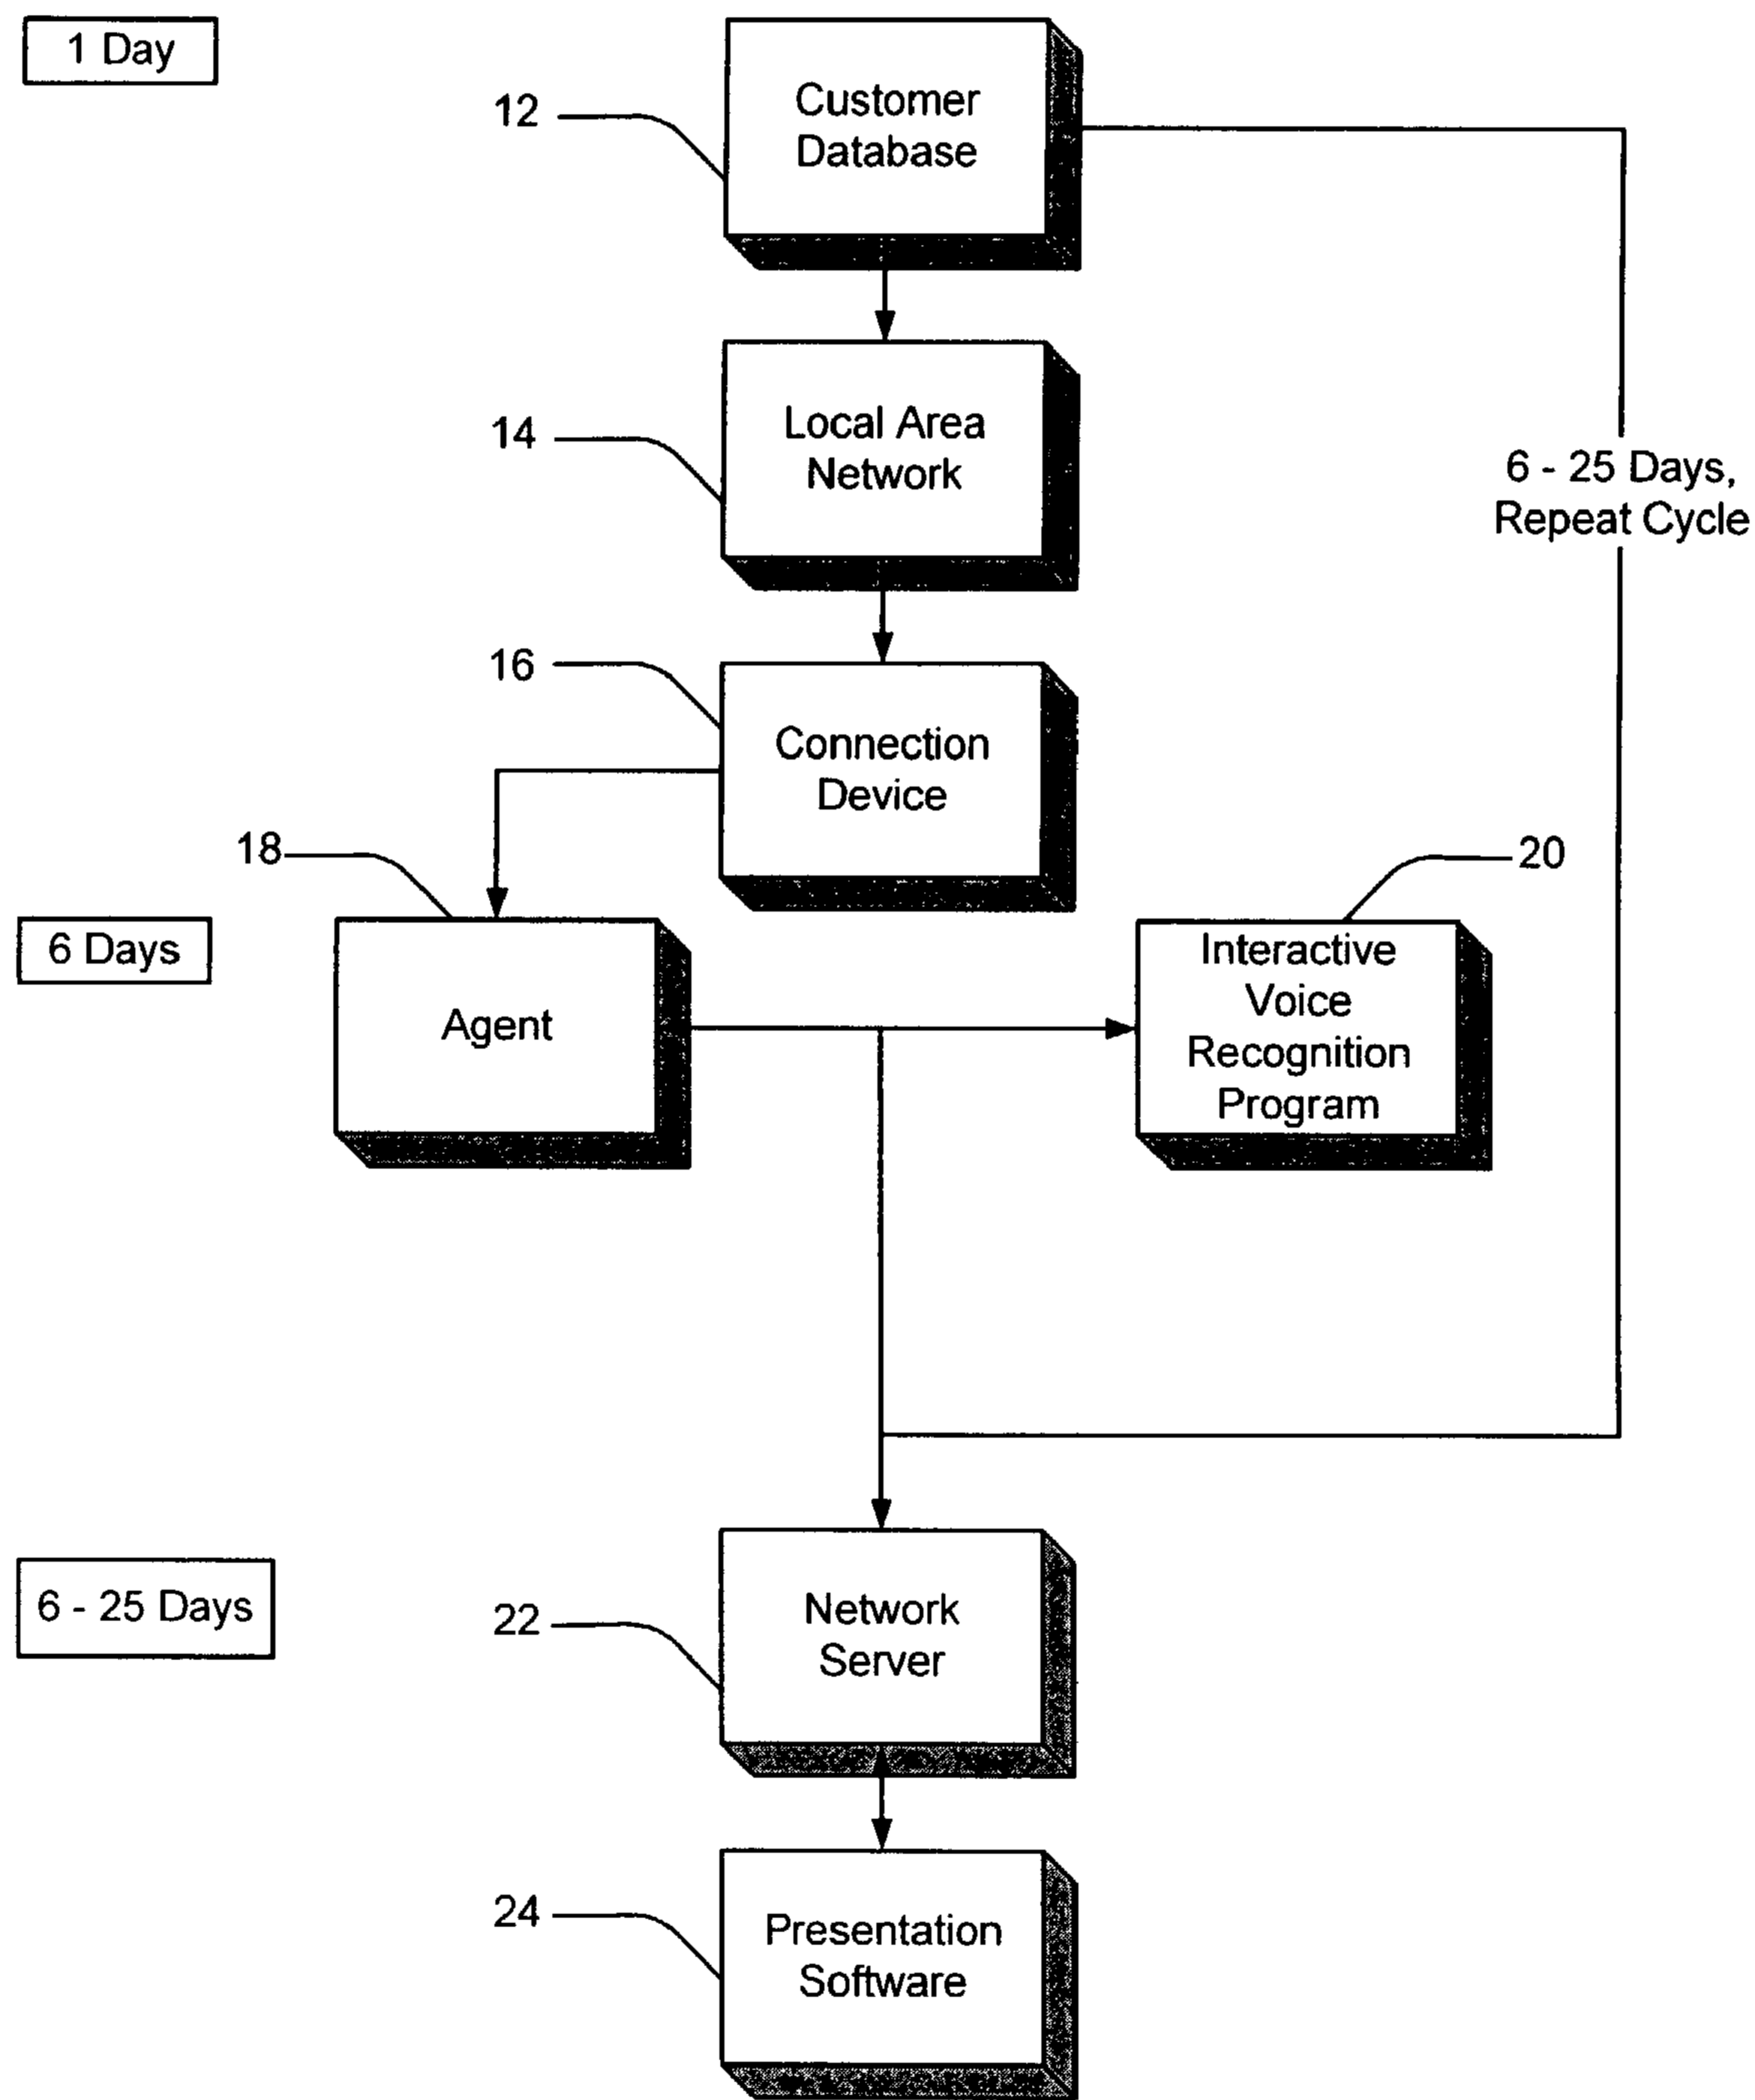 1 Day
12
Customer
Database
14
Local Area
Network
6 - 25 Days,
Repeat Cycle
16
Connection
Device
18
20
6 Days
Agent
Interactive
Voice
Recognition
Program
6 - 25 Days
22
Network
Server
24
Presentation
Software